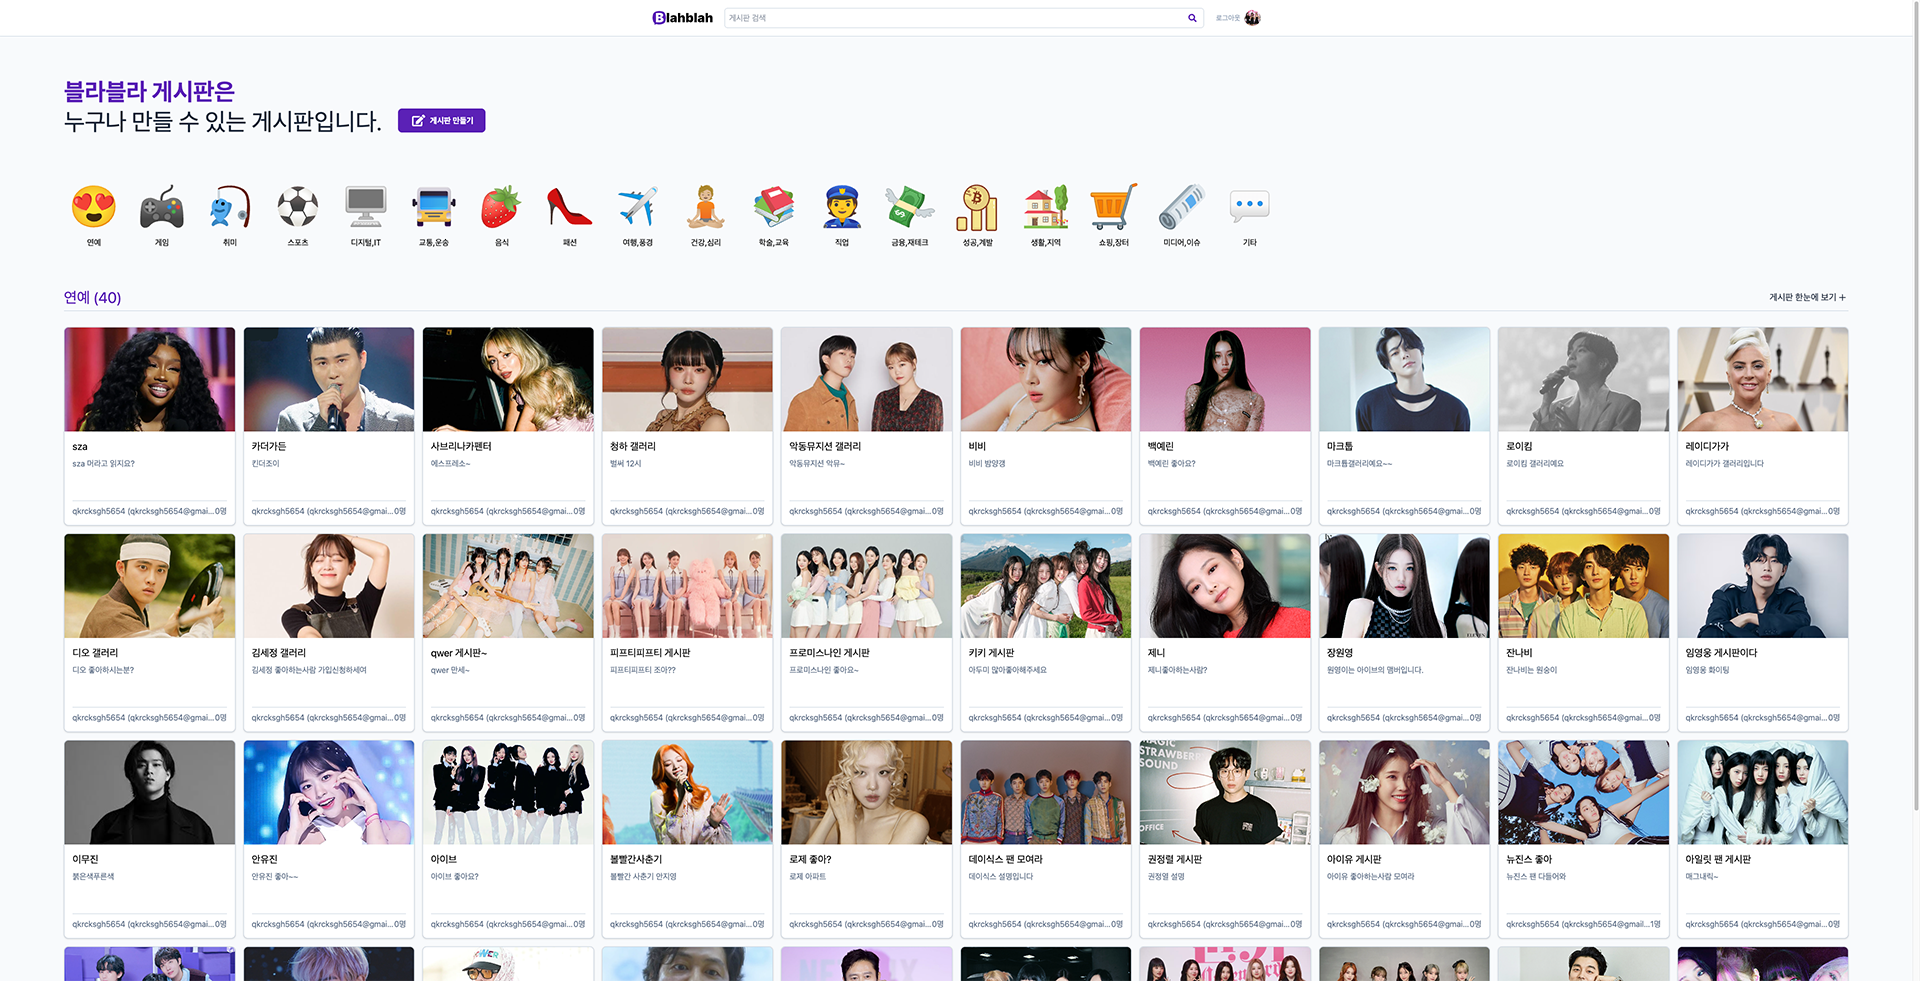 Blahblah
게시판 검색
로그아웃
블라블라 게시판은
누구나 만들 수 있는 게시판입니다.
게시판 만들기
연예
게임
취미
스포츠
디지털,IT
교통,운송
음식
패션
여행,풍경
건강,심리
학술,교육
직업
금융,재테크
성공,계발
생활,지역
쇼핑,장터
미디어,이슈
기타
연예 (40)
게시판 한눈에 보기 +
sza
sza 머라고 읽지요?
qkrcksgh5654 (qkrcksgh5654@gmai...0명
카더가든
킨더조이
qkrcksgh5654 (qkrcksgh5654@gmai...0명
사브리나카펜터
에스프레소~
qkrcksgh5654 (qkrcksgh5654@gmai...0명
청하 갤러리
벌써 12시
qkrcksgh5654 (qkrcksgh5654@gmai...0명
악동뮤지션 갤러리
악동뮤지션 악뮤~
qkrcksgh5654 (qkrcksgh5654@gmai...0명
비비
비비 밤양갱
qkrcksgh5654 (qkrcksgh5654@gmai...0명
백예린
백예린 좋아요?
qkrcksgh5654 (qkrcksgh5654@gmai...0명
마크툽
마크툽갤러리예요~~
qkrcksgh5654 (qkrcksgh5654@gmai...0명
로이킴
로이킴 갤러리예요
qkrcksgh5654 (qkrcksgh5654@gmai...0명
레이디가가
레이디가가 갤러리입니다
qkrcksgh5654 (qkrcksgh5654@gmai...0명
디오 갤러리
디오 좋아하시는분?
qkrcksgh5654 (qkrcksgh5654@gmai...0명
김세정 갤러리
김세정 좋아하는사람 가입신청하세여
qkrcksgh5654 (qkrcksgh5654@gmai...0명
qwer 게시판~
qwer 만세~
qkrcksgh5654 (qkrcksgh5654@gmai...0명
피프티피프티 게시판
피프티피프티 조아??
qkrcksgh5654 (qkrcksgh5654@gmai...0명
프로미스나인 게시판
프로미스나인 좋아요~
qkrcksgh5654 (qkrcksgh5654@gmai...0명
키키 게시판
아두미 많아좋아해주세요
qkrcksgh5654 (qkrcksgh5654@gmai...0명
제니
제니좋아하는사람?
qkrcksgh5654 (qkrcksgh5654@gmai...0명
장원영
원영이는 아이브의 멤버입니다.
qkrcksgh5654 (qkrcksgh5654@gmai...0명
잔나비
잔나비는 원숭이
qkrcksgh5654 (qkrcksgh5654@gmai...0명
임영웅 게시판이다
임영웅 화이팅
qkrcksgh5654 (qkrcksgh5654@gmai...0명
이무진
붉은색푸른색
qkrcksgh5654 (qkrcksgh5654@gmai...0명
안유진
안유진 좋아~~
qkrcksgh5654 (qkrcksgh5654@gmai...0명
아이브
아이브 좋아요?
qkrcksgh5654 (qkrcksgh5654@gmai...0명
볼빨간사춘기
볼빨간 사춘기 안지영
qkrcksgh5654 (qkrcksgh5654@gmai...0명
로제 좋아?
로제 아파트
qkrcksgh5654 (qkrcksgh5654@gmai...0명
데이식스 팬 모여라
데이식스 설명입니다
qkrcksgh5654 (qkrcksgh5654@gmai...0명
MAGIC
STRAWBERRY
SOUND
OFFICE
권정렬 게시판
권정열 설명
qkrcksgh5654 (qkrcksgh5654@gmai...0명
아이유 게시판
아이유 좋아하는사람 모여라
qkrcksgh5654 (qkrcksgh5654@gmai...0명
뉴진스 좋아
뉴진스 팬 다들어와
qkrcksgh5654 (qkrcksgh5654@gmail...1명
아일릿 팬 게시판
매그내릭~
qkrcksgh5654 (qkrcksgh5654@gmai...0명